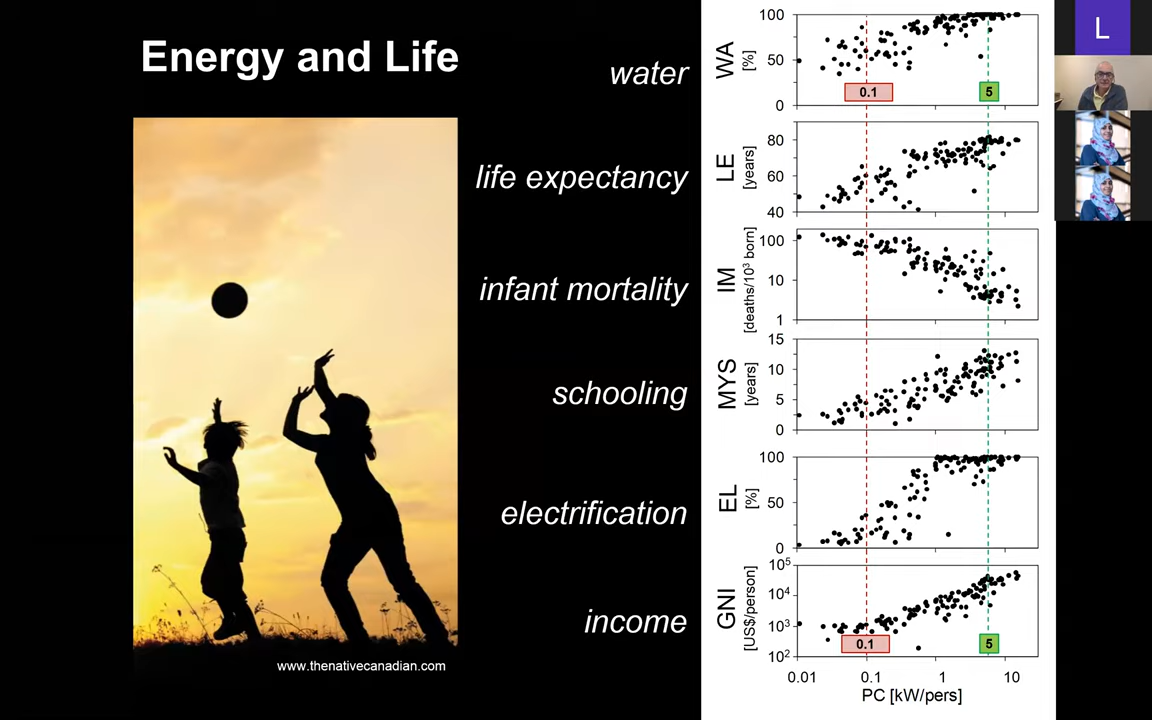 Energy and Life
www.thenativecanadian.com
water
life expectancy
infant mortality
schooling
electrification
income
WA
[%]
100
50
0
0.1
5
LE
[years]
80
60
40
IM
[deaths/10³ born]
100
10
1
MYS
[years]
15
10
5
0
EL
[%]
100
50
0
GNI
[US$/person]
10⁵
10⁴
10³
10²
0.1
5
0.01 0.1 1 10
PC [kW/pers]
L